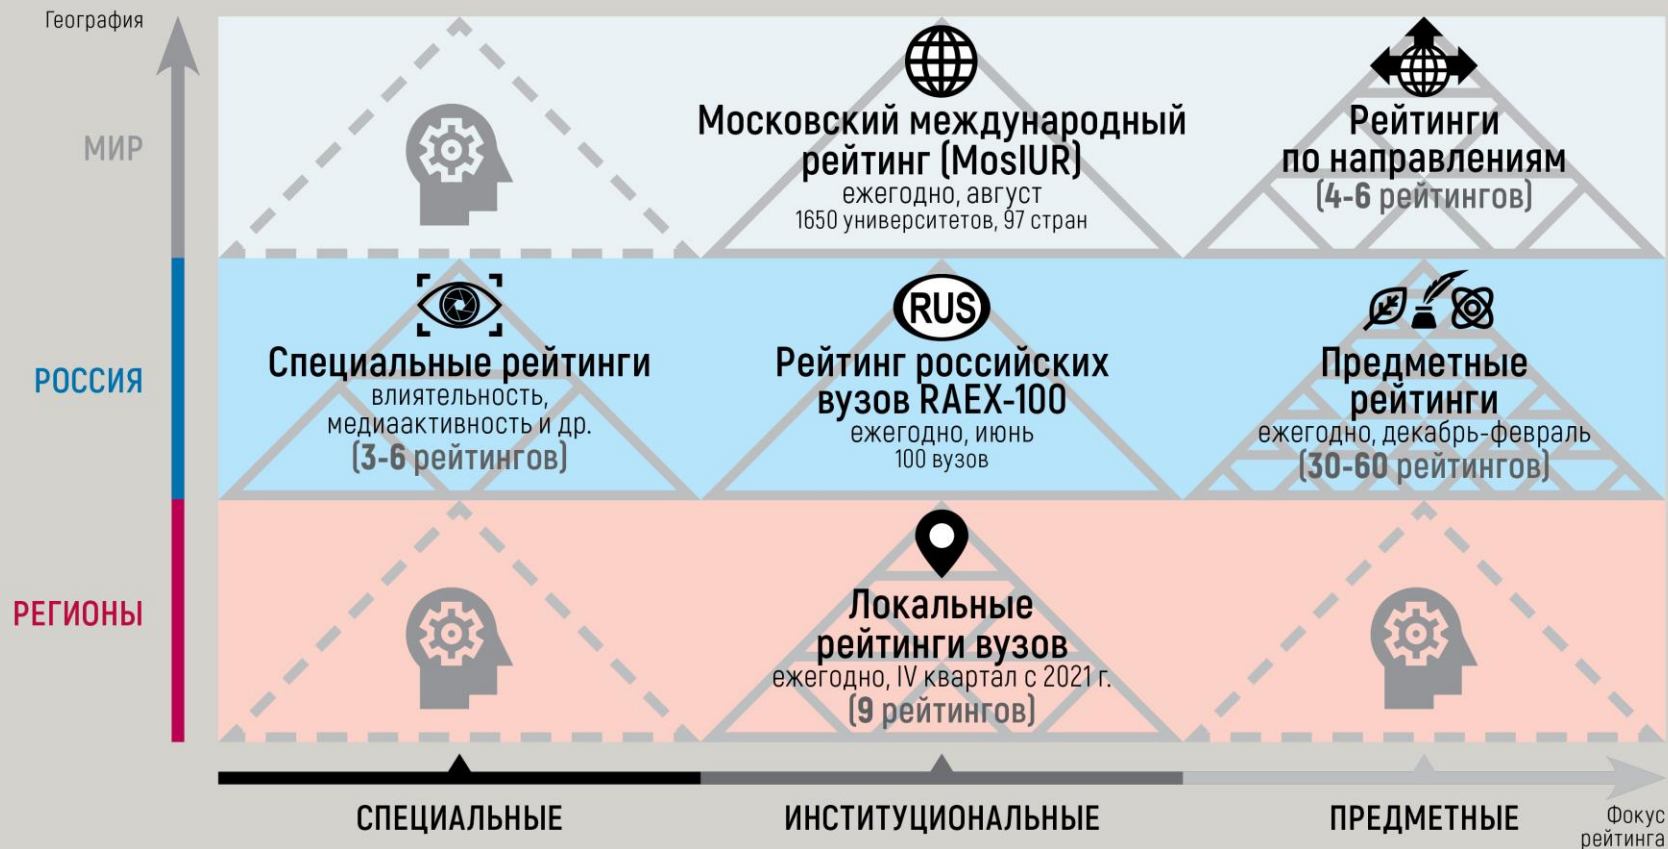 География
МИР
Московский международный
рейтинг (MosIUR)
ежегодно, август
1650 университетов, 97 стран
Рейтинги
по направлениям
(4-6 рейтингов)
РОССИЯ
Специальные рейтинги
влиятельность,
медиаактивность и др.
(3-6 рейтингов)
RUS
Рейтинг российских
вузов RAEX-100
ежегодно, июнь
100 вузов
Предметные
рейтинги
ежегодно, декабрь-февраль
(30-60 рейтингов)
РЕГИОНЫ
Локальные
рейтинги вузов
ежегодно, IV квартал с 2021 г.
(9 рейтингов)
СПЕЦИАЛЬНЫЕ
ИНСТИТУЦИОНАЛЬНЫЕ
ПРЕДМЕТНЫЕ
Фокус
рейтинга